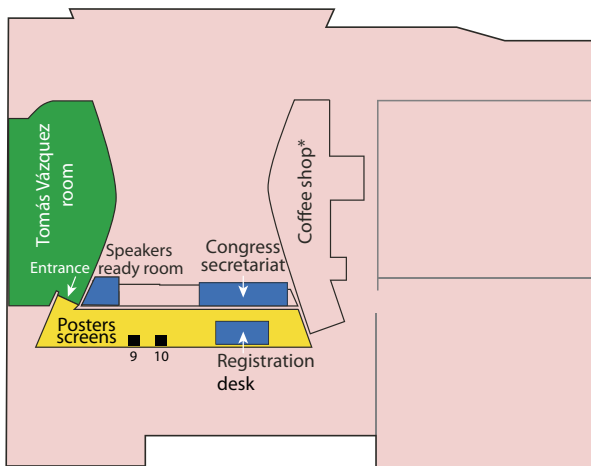 Tomás Vázquez
room
Coffee shop*
Entrance
Speakers
ready room
Congress
secretariat
Posters
screens
9
10
Registration
desk